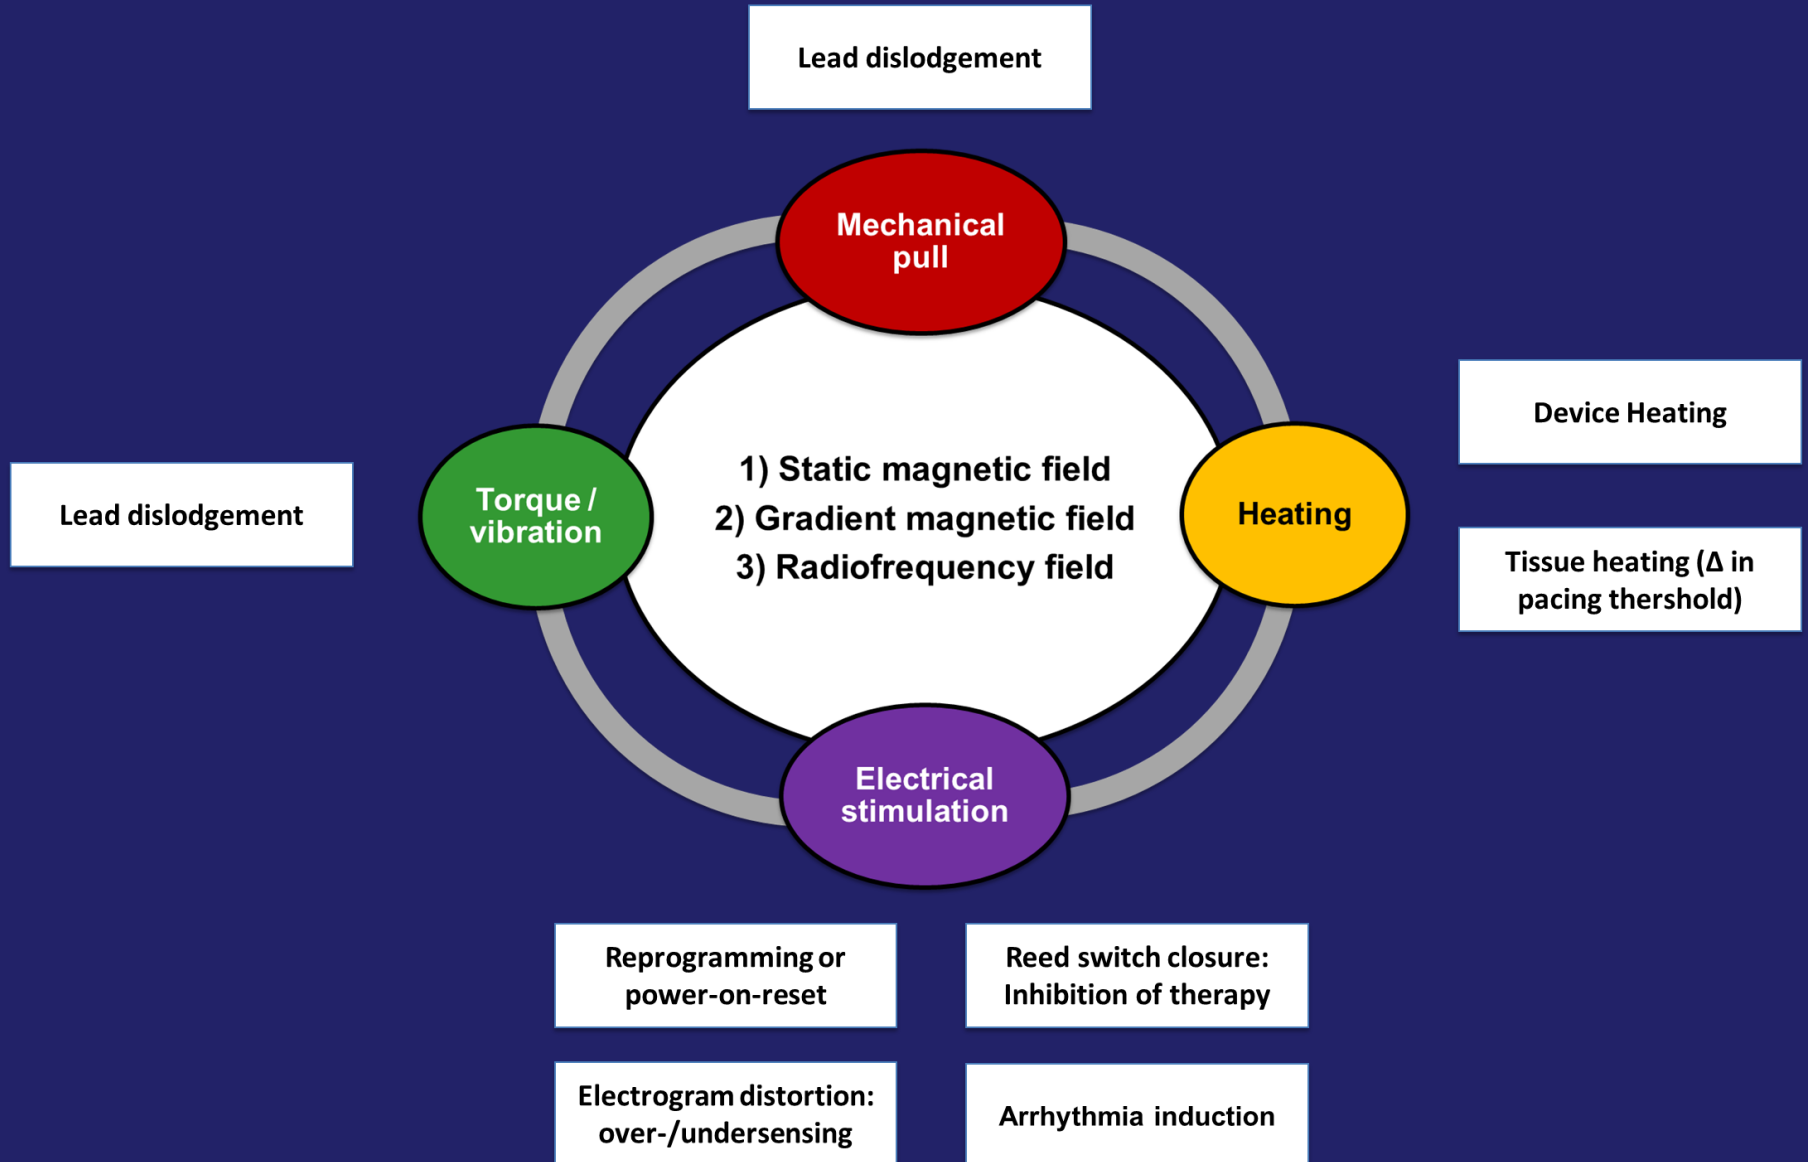 Lead dislodgement
Mechanical
pull
Device Heating
Lead dislodgement
Torque /
vibration
1) Static magnetic field
2) Gradient magnetic field
3) Radiofrequency field
Heating
Tissue heating (Δ in
pacing thershold)
Electrical
stimulation
Reprogramming or
power-on-reset
Reed switch closure:
Inhibition of therapy
Electrogram distortion:
over-/undersensing
Arrhythmia induction